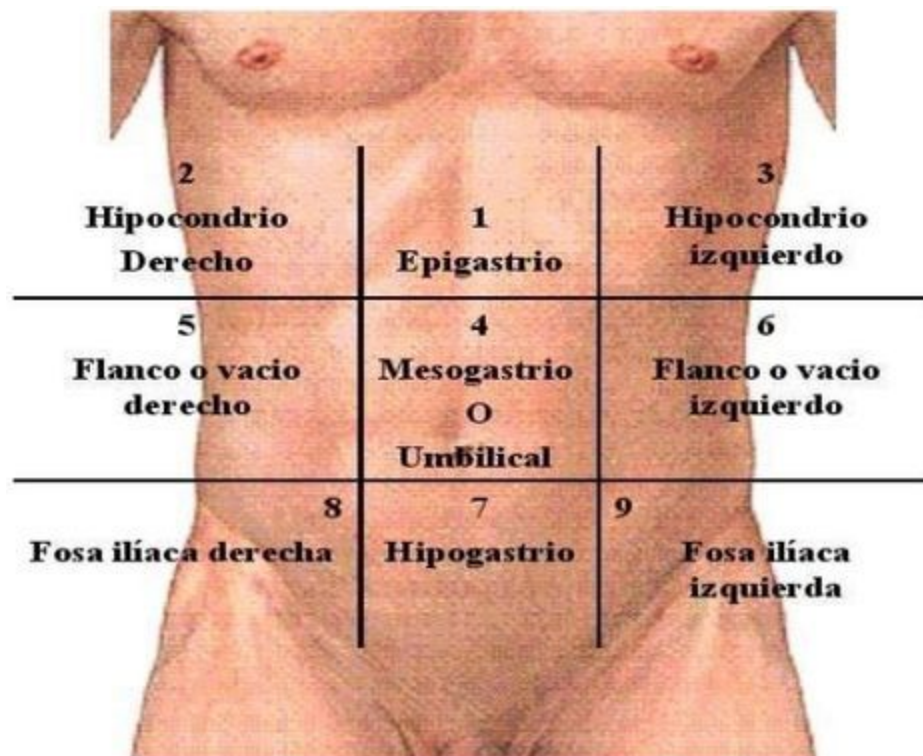 2
Hipocondrio
Derecho
1
Epigastrio
3
Hipocondrio
izquierdo
5
Flanco o vacio
derecho
4
Mesogastrio
O
Umbilical
6
Flanco o vacio
izquierdo
8
Fosa ilíaca derecha
7
Hipogastrio
9
Fosa ilíaca
izquierda